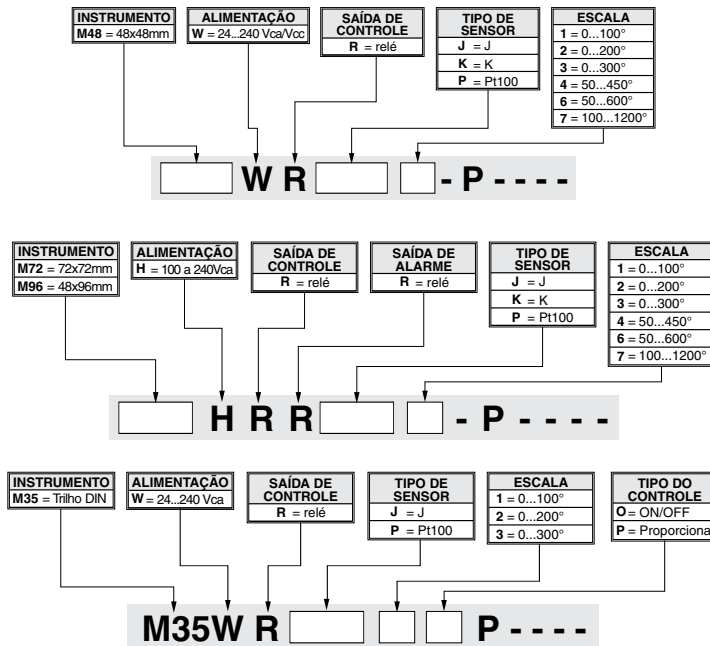 INSTRUMENTO
M48 = 48x48mm
ALIMENTAÇÃO
W = 24...240 Vca/Vcc
SAÍDA DE
CONTROLE
R = relé
TIPO DE
SENSOR
J = J
K = K
P = Pt100
ESCALA
1 = 0...100°
2 = 0...200°
3 = 0...300°
4 = 50...450°
6 = 50...600°
7 = 100...1200°
W R - P - - - -
INSTRUMENTO
M72 = 72x72mm
M96 = 48x96mm
ALIMENTAÇÃO
H = 100 a 240Vca
SAÍDA DE
CONTROLE
R = relé
SAÍDA DE
ALARME
R = relé
TIPO DE
SENSOR
J = J
K = K
P = Pt100
ESCALA
1 = 0...100°
2 = 0...200°
3 = 0...300°
4 = 50...450°
6 = 50...600°
7 = 100...1200°
H R R - P - - - -
INSTRUMENTO
M35 = Trilho DIN
ALIMENTAÇÃO
W = 24...240 Vca
SAÍDA DE
CONTROLE
R = relé
TIPO DE
SENSOR
J = J
P = Pt100
ESCALA
1 = 0...100°
2 = 0...200°
3 = 0...300°
TIPO DO
CONTROLE
O = ON/OFF
P = Proporciona
M35W R P - - - -